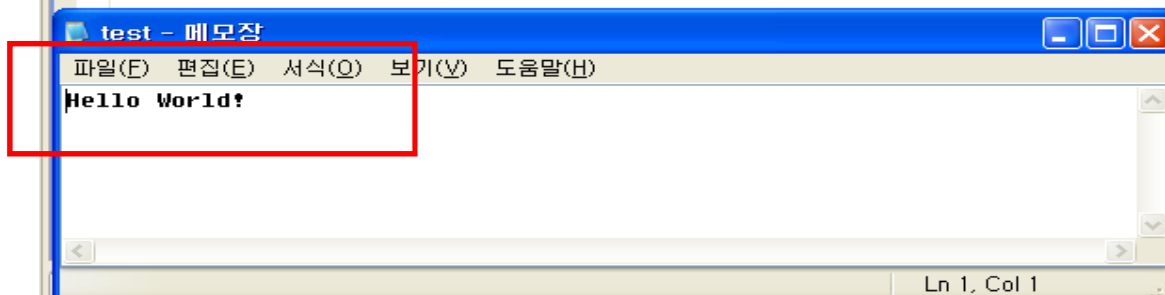 test - 메모장
파일(F) 편집(E) 서식(O) 보기(V) 도움말(H)
Hello World!
Ln 1, Col 1